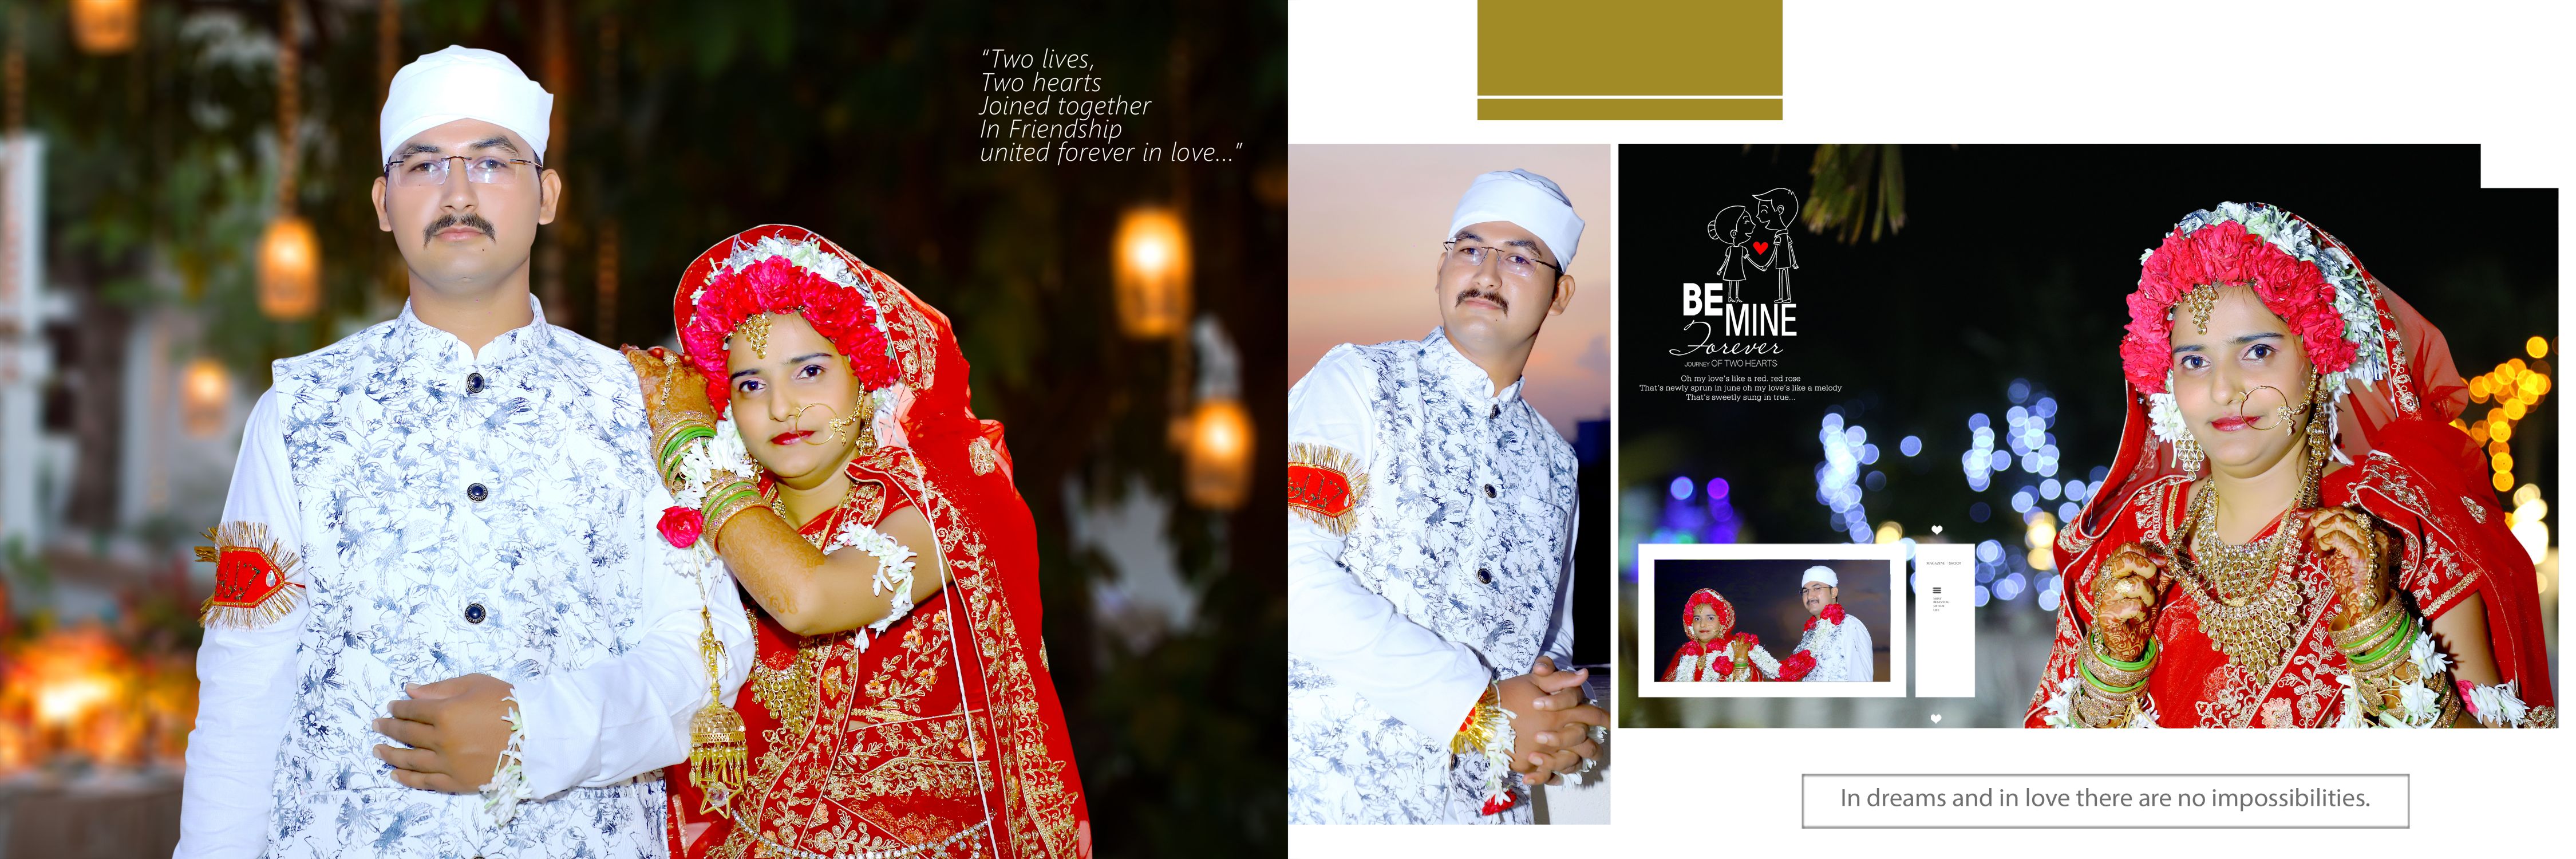 “Two lives,
Two hearts
Joined together
In Friendship
united forever in love...”
BE
MINE
Forever
JOURNEY OF TWO HEARTS
Oh my love's like a red. red rose
That's newly sprun in june oh my love's like a melody
That's sweetly sung in true...
In dreams and in love there are no impossibilities.